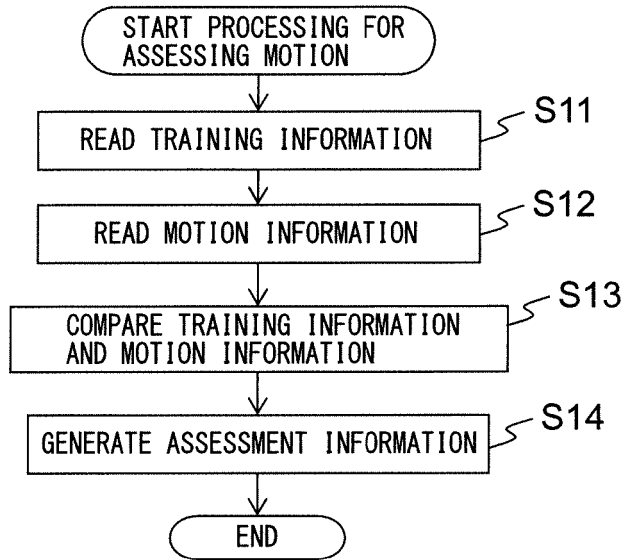 START PROCESSING FOR
ASSESSING MOTION
S11
READ TRAINING INFORMATION
S12
READ MOTION INFORMATION
S13
COMPARE TRAINING INFORMATION
AND MOTION INFORMATION
S14
GENERATE ASSESSMENT INFORMATION
END